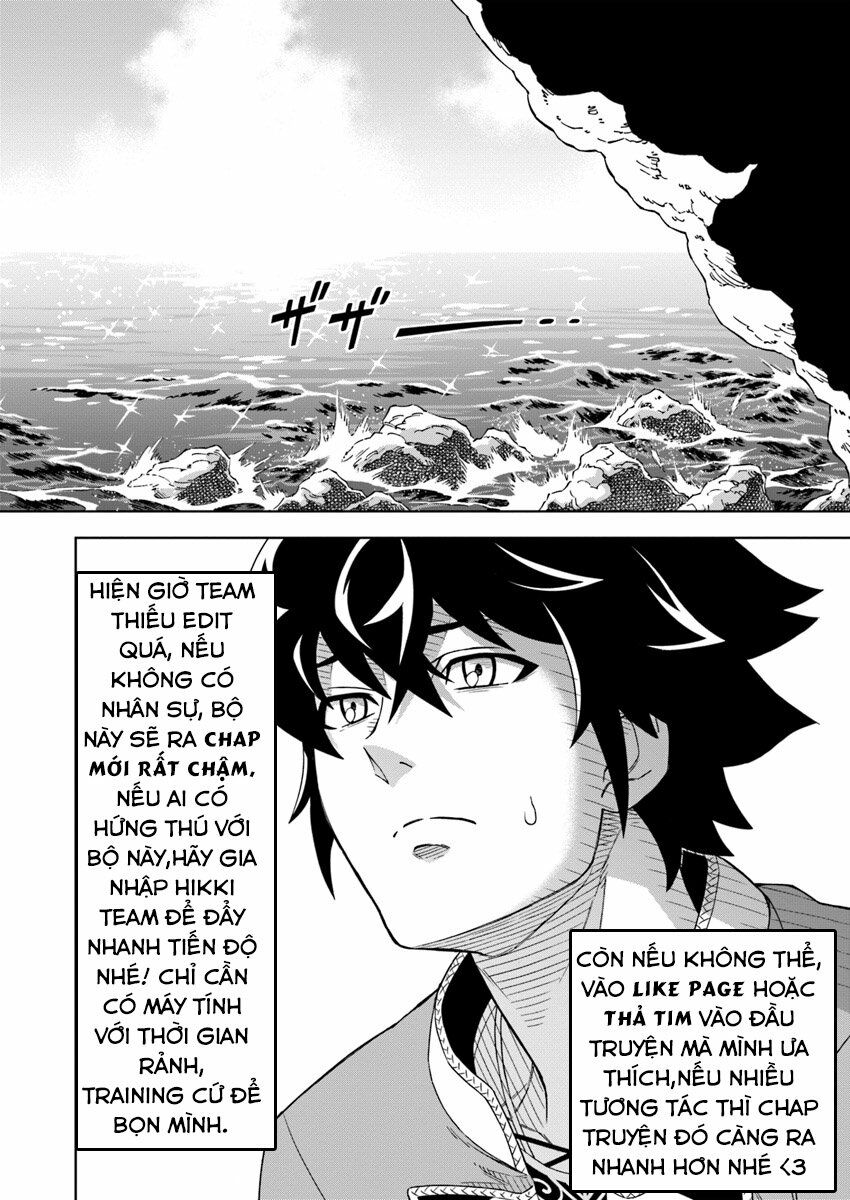 ザザー---
HIỆN GIỜ TEAM
THIẾU EDIT
QUÁ, NẾU
KHÔNG CÓ
NHÂN SỰ, BỘ
NÀY SẼ RA CHAP
MỚI RẤT CHẬM,
NẾU AI CÓ
HỨNG THÚ VỚI
BỘ NÀY,HÃY GIA
NHẬP HIKKI
TEAM ĐỂ ĐẨY
NHANH TIẾN ĐỘ
NHÉ! CHỈ CẦN
CÓ MÁY TÍNH
VỚI THỜI GIAN
RẢNH,
TRAINING CỨ ĐỂ
BỌN MÌNH.
CÒN NẾU KHÔNG THỂ,
VÀO LIKE PAGE HOẶC
THẢ TIM VÀO ĐẦU
TRUYỆN MÀ MÌNH ƯA
THÍCH,NẾU NHIỀU
TƯƠNG TÁC THÌ CHAP
TRUYỆN ĐÓ CÀNG RA
NHANH HƠN NHÉ <3